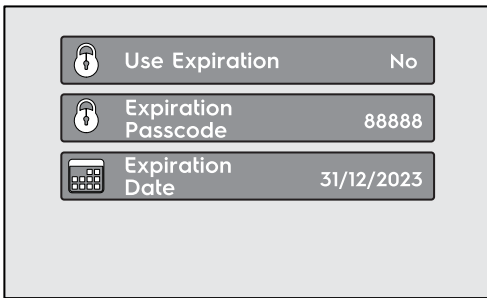 Use Expiration No
Expiration
Passcode 88888
Expiration
Date 31/12/2023